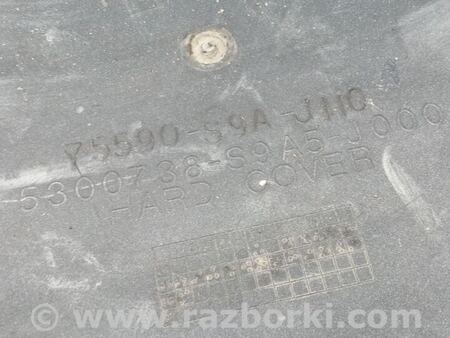 75590-S9A-J110
5300738-S9A5-J000
HARD COVER
© www.razborki.com